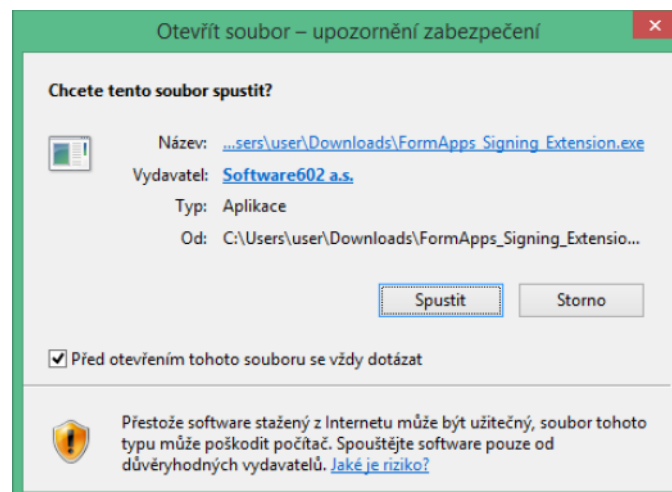 Otevřít soubor – upozornění zabezpečení
Chcete tento soubor spustit?
Název: ...sers\user\Downloads\FormApps_Signing_Extension.exe
Vydavatel: Software602 a.s.
Typ: Aplikace
Od: C:\Users\user\Downloads\FormApps_Signing_Extensio...
Spustit Storno
Před otevřením tohoto souboru se vždy dotázat
Přestože software stažený z Internetu může být užitečný, soubor tohoto
typu může poškodit počítač. Spouštějte software pouze od
důvěryhodných vydavatelů. Jaké je riziko?